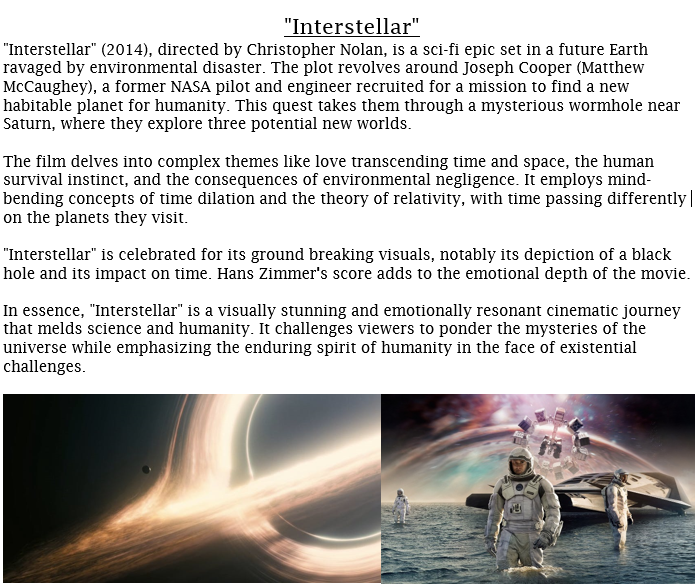 "Interstellar"
"Interstellar" (2014), directed by Christopher Nolan, is a sci-fi epic set in a future Earth
ravaged by environmental disaster. The plot revolves around Joseph Cooper (Matthew
McCaughey), a former NASA pilot and engineer recruited for a mission to find a new
habitable planet for humanity. This quest takes them through a mysterious wormhole near
Saturn, where they explore three potential new worlds.
The film delves into complex themes like love transcending time and space, the human
survival instinct, and the consequences of environmental negligence. It employs mind-
bending concepts of time dilation and the theory of relativity, with time passing differently
on the planets they visit.
"Interstellar" is celebrated for its ground breaking visuals, notably its depiction of a black
hole and its impact on time. Hans Zimmer's score adds to the emotional depth of the movie.
In essence, "Interstellar" is a visually stunning and emotionally resonant cinematic journey
that melds science and humanity. It challenges viewers to ponder the mysteries of the
universe while emphasizing the enduring spirit of humanity in the face of existential
challenges.